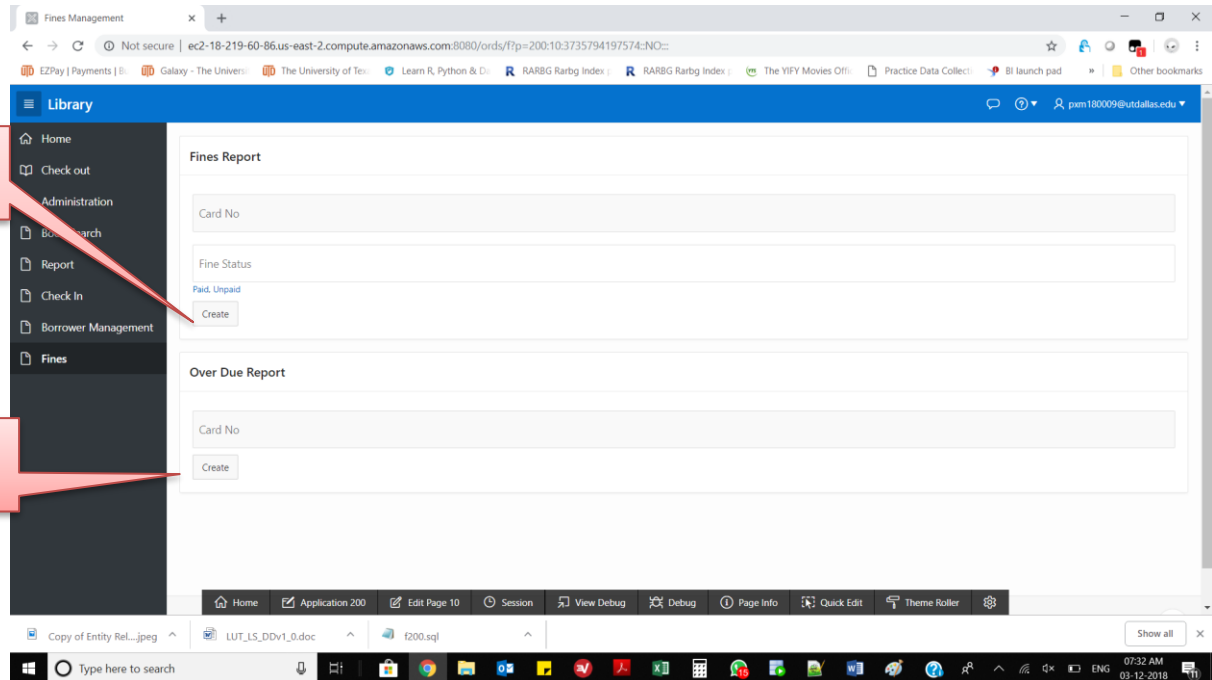 Fines Management
Not secure | ec2-18-219-60-86.us-east-2.compute.amazonaws.com:8080/ords/f?p=200:10:3735794197574::NO:::
EZPay | Payments | B Galaxy - The Universi The University of Tex Learn R, Python & Da RARBG Rarbg Index p RARBG Rarbg Index p The YIFY Movies Offi Practice Data Collecti BI launch pad » Other bookmarks
Library
pxm180009@utdallas.edu
Home
Check out
Administration
Report
Check In
Borrower Management
Fines
Fines Report
Card No
Fine Status
Paid, Unpaid
Create
Over Due Report
Card No
Create
Home Application 200 Edit Page 10 Session View Debug Debug Page Info Quick Edit Theme Roller
Copy of Entity Rel....jpeg LUT_LS_DDv1_0.doc f200.sql Show all
Type here to search
15
ENG
07:32 AM
03-12-2018
11